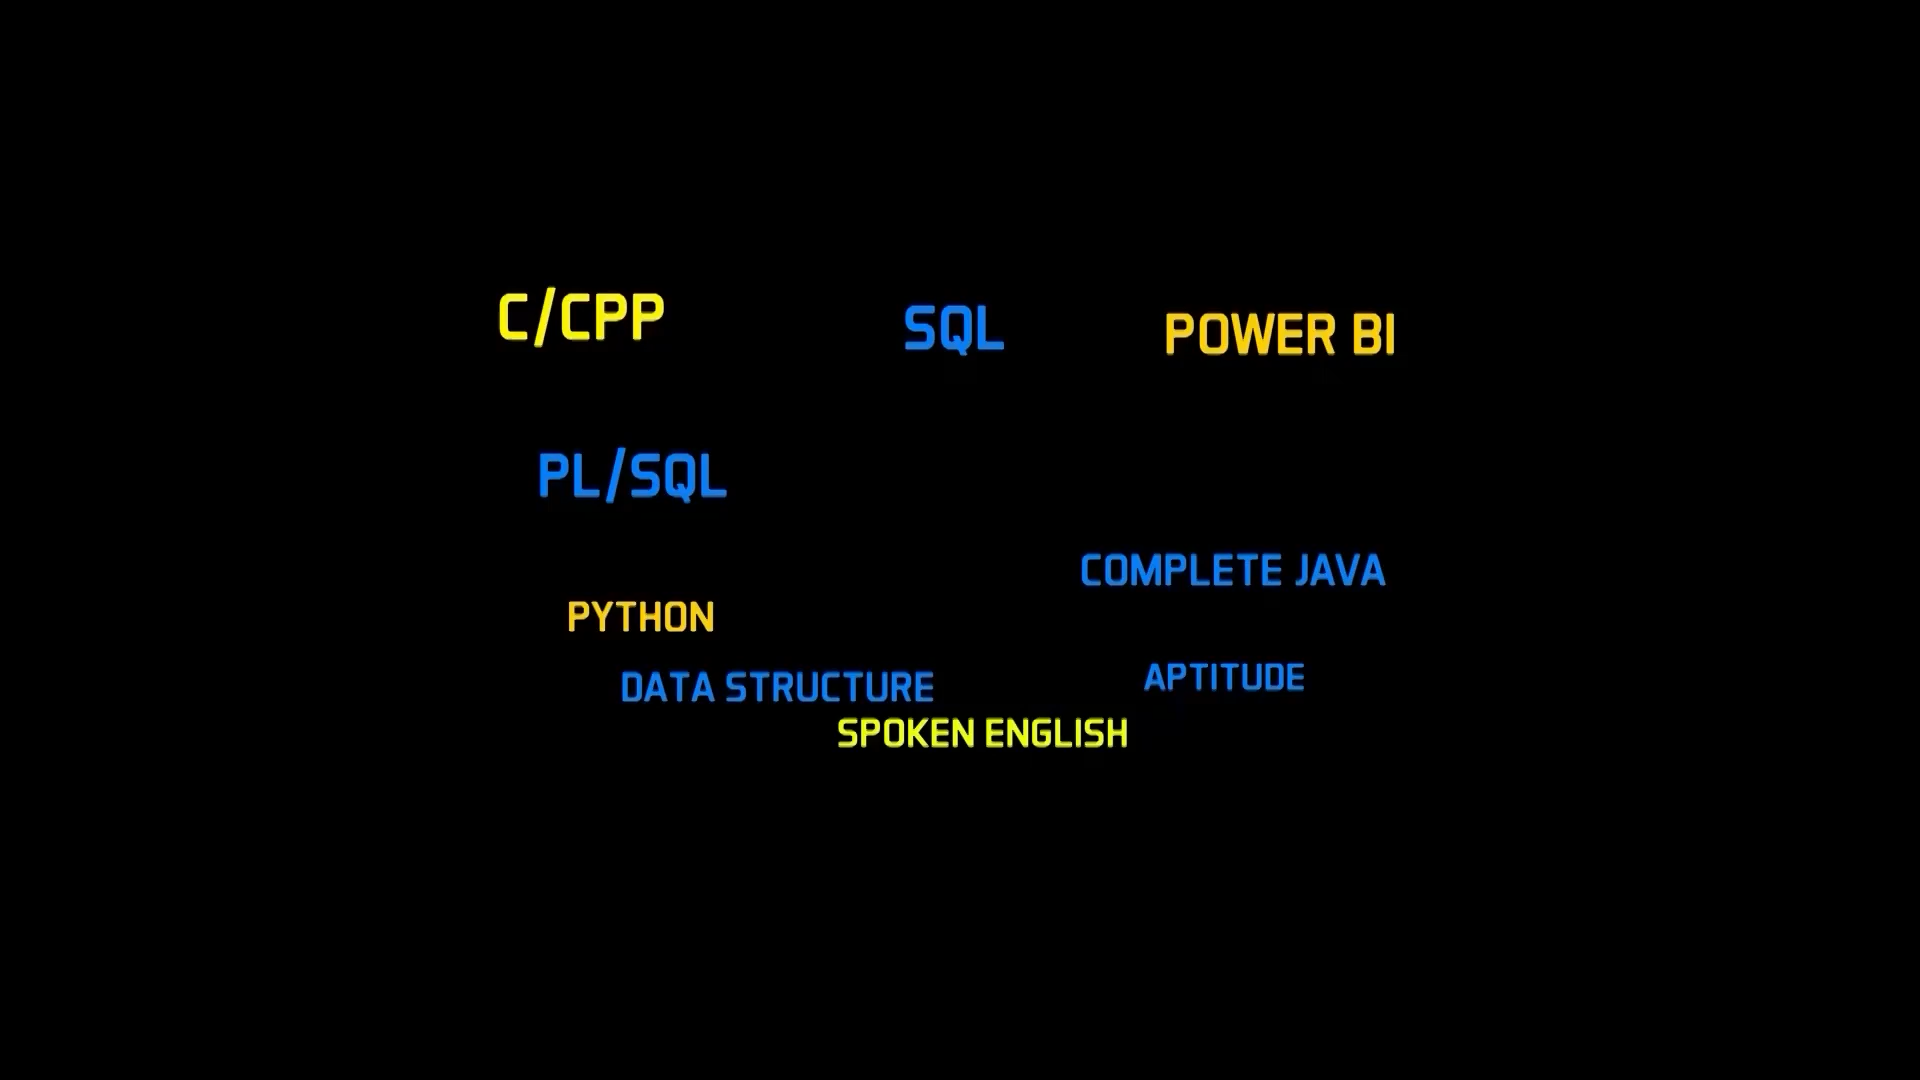 C/CPP
SQL
POWER BI
PL/SQL
COMPLETE JAVA
PYTHON
APTITUDE
DATA STRUCTURE
SPOKEN ENGLISH